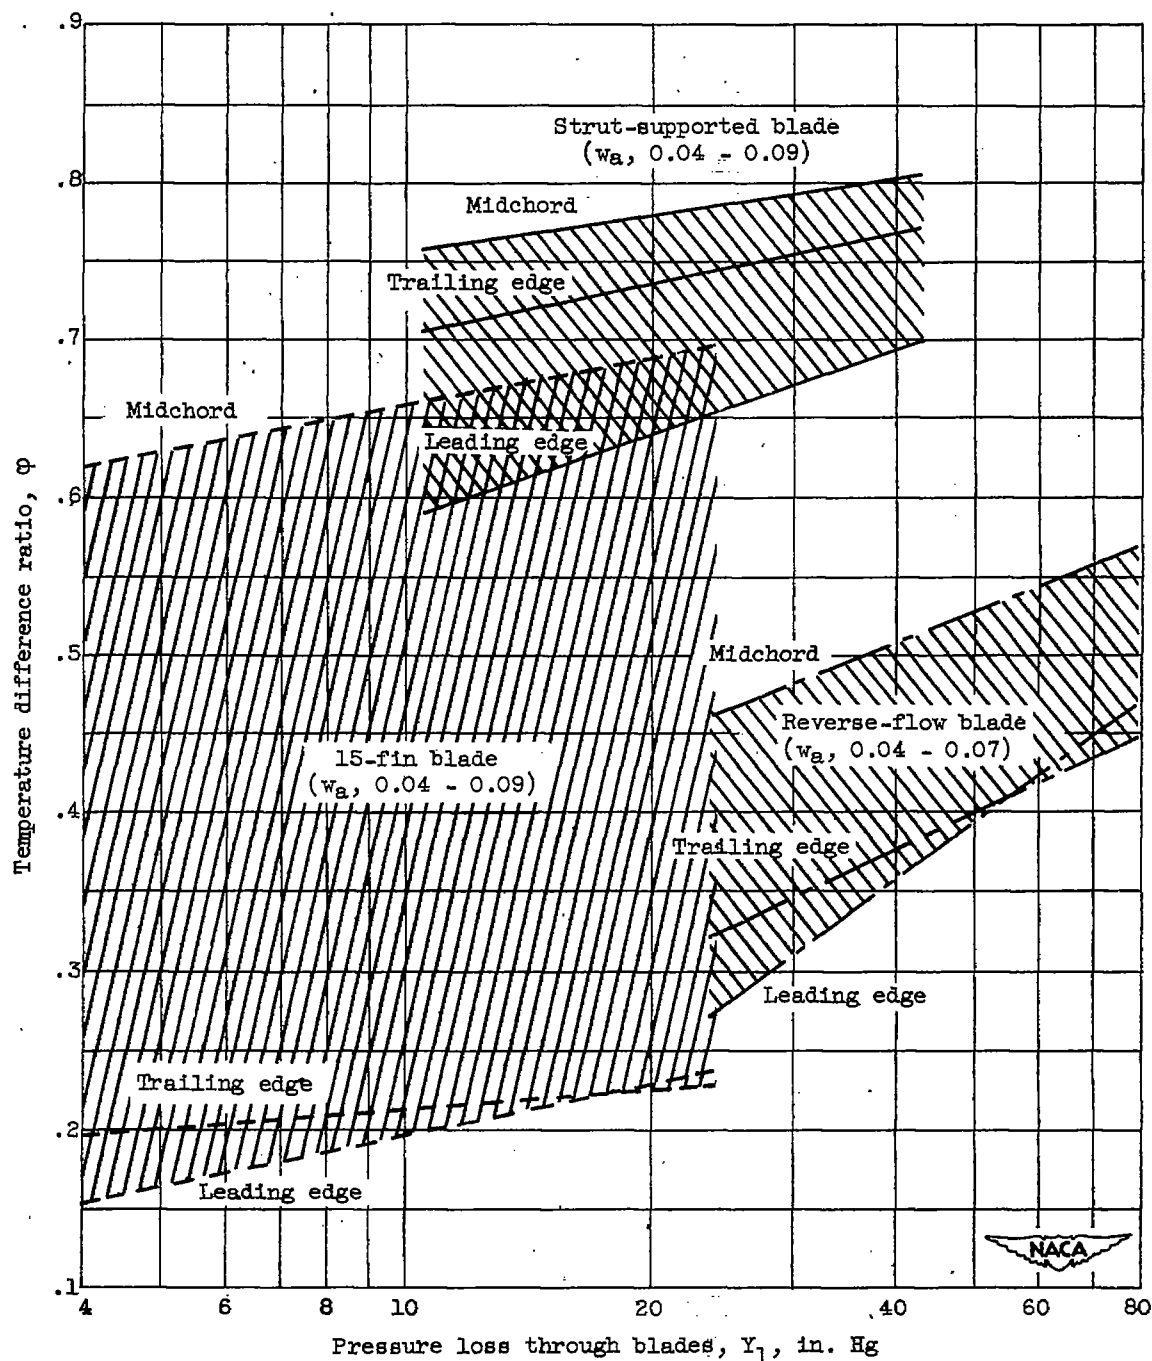 .9
Strut-supported blade
(wa, 0.04 - 0.09)
.8
Midchord
Trailing edge
.7
Midchord
Leading edge
.6
Temperature difference ratio, φ
.5
Midchord
Reverse-flow blade
(wa, 0.04 - 0.07)
15-fin blade
(wa, 0.04 - 0.09)
.4
Trailing edge
.3
Leading edge
Trailing edge
.2
Leading edge
NACA
.1
4 6 8 10 20 40 60 80
Pressure loss through blades, Y1, in. Hg